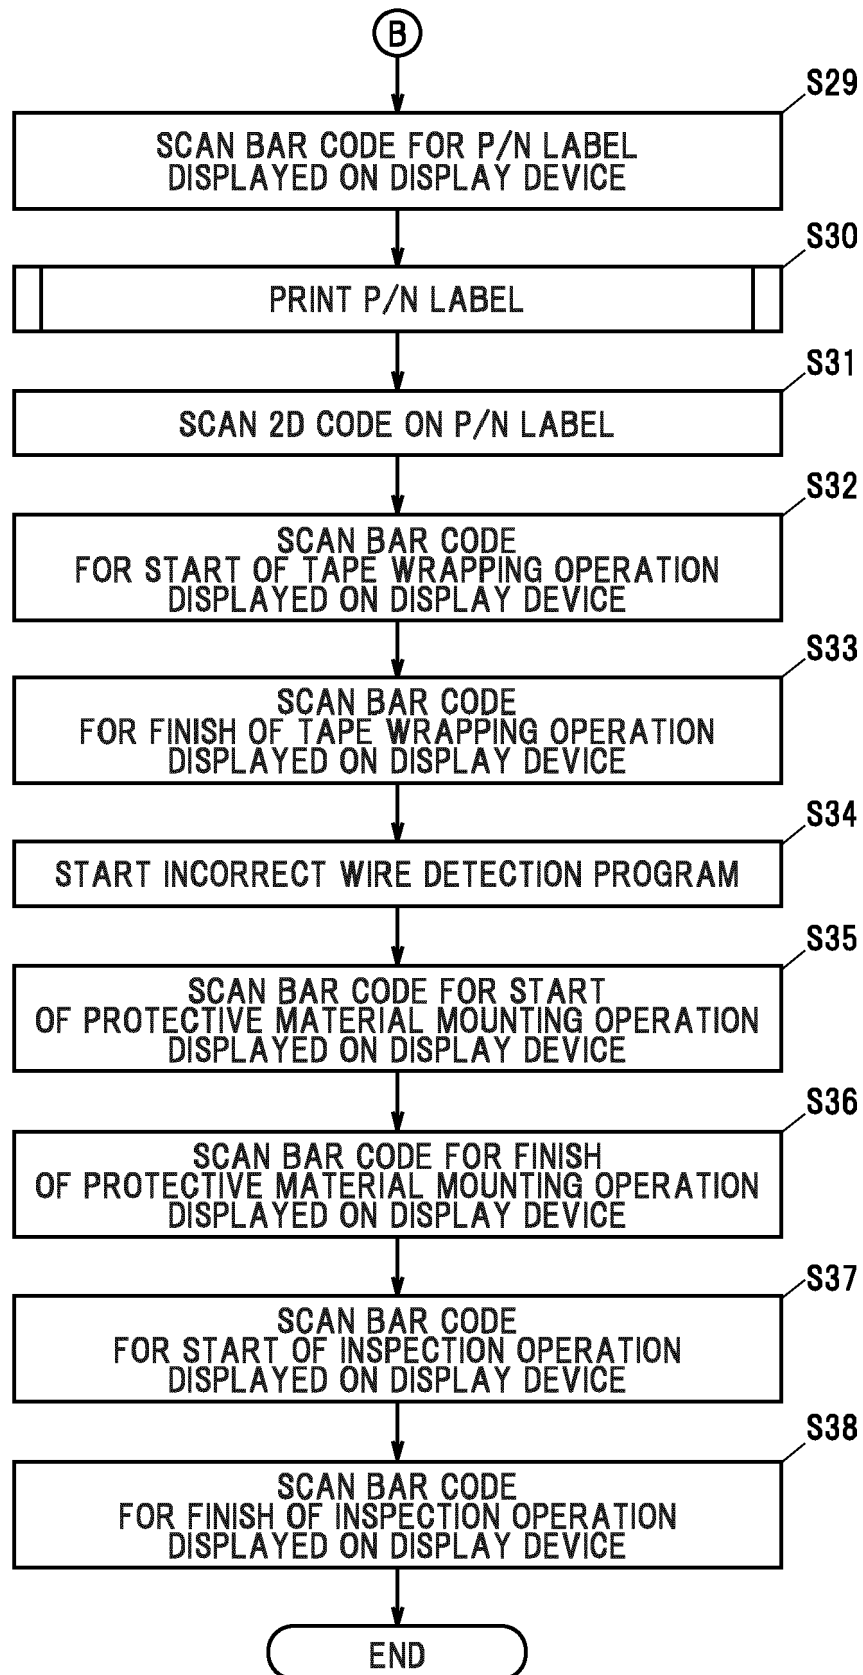 B
S29
SCAN BAR CODE FOR P/N LABEL
DISPLAYED ON DISPLAY DEVICE
S30
PRINT P/N LABEL
S31
SCAN 2D CODE ON P/N LABEL
S32
SCAN BAR CODE
FOR START OF TAPE WRAPPING OPERATION
DISPLAYED ON DISPLAY DEVICE
S33
SCAN BAR CODE
FOR FINISH OF TAPE WRAPPING OPERATION
DISPLAYED ON DISPLAY DEVICE
S34
START INCORRECT WIRE DETECTION PROGRAM
S35
SCAN BAR CODE FOR START
OF PROTECTIVE MATERIAL MOUNTING OPERATION
DISPLAYED ON DISPLAY DEVICE
S36
SCAN BAR CODE FOR FINISH
OF PROTECTIVE MATERIAL MOUNTING OPERATION
DISPLAYED ON DISPLAY DEVICE
S37
SCAN BAR CODE
FOR START OF INSPECTION OPERATION
DISPLAYED ON DISPLAY DEVICE
S38
SCAN BAR CODE
FOR FINISH OF INSPECTION OPERATION
DISPLAYED ON DISPLAY DEVICE
END